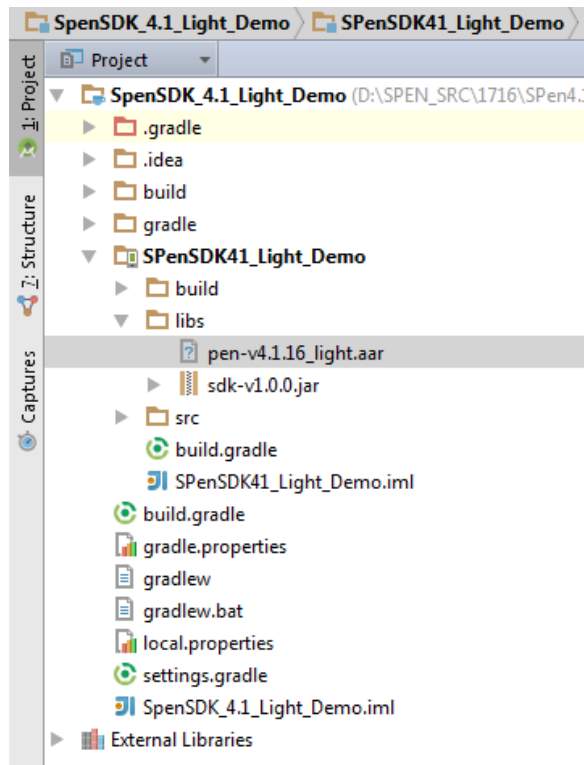 SpenSDK_4.1_Light_Demo SPenSDK41_Light_Demo
1: Project
7: Structure
Captures
Project
SpenSDK_4.1_Light_Demo (D:\SPEN_SRC\1716\SPen4.
.gradle
.idea
build
gradle
SPenSDK41_Light_Demo
build
libs
pen-v4.1.16_light.aar
sdk-v1.0.0.jar
src
build.gradle
SPenSDK41_Light_Demo.iml
build.gradle
gradle.properties
gradlew
gradlew.bat
local.properties
settings.gradle
SpenSDK_4.1_Light_Demo.iml
External Libraries